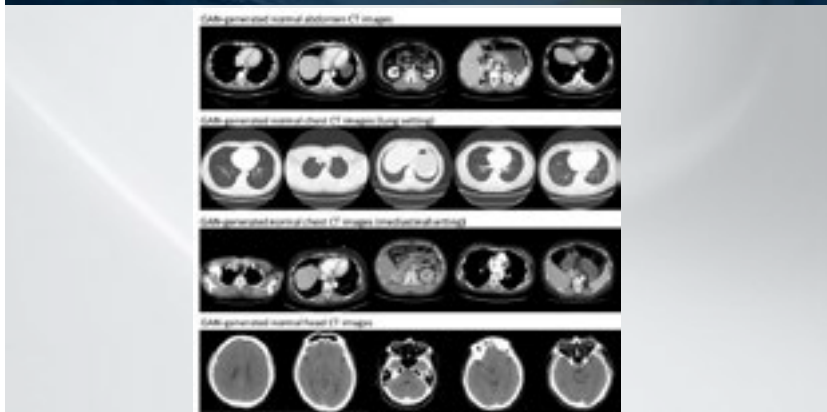 GAN-generated normal abdomen CT images
GAN-generated normal chest CT images (lung setting)
GAN-generated normal chest CT images (mediastinal setting)
GAN-generated normal head CT images